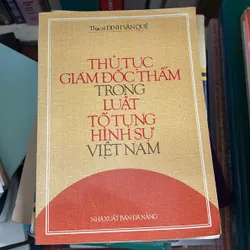 Thạc sĩ ĐINH VĂN QUẾ
THỦ TỤC
GIÁM ĐỐC THẨM
TRONG
LUẬT
TỐ TỤNG
HÌNH SỰ
VIỆT NAM
NHÀ XUẤT BẢN ĐÀ NẴNG